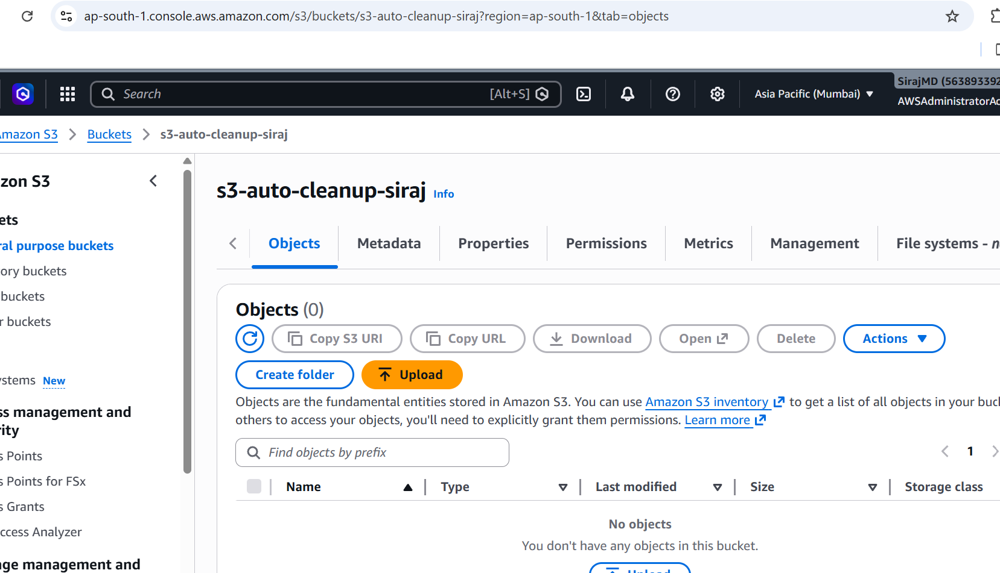 ap-south-1.console.aws.amazon.com/s3/buckets/s3-auto-cleanup-siraj?region=ap-south-1&tab=objects
Search [Alt+S]
Asia Pacific (Mumbai)
SirajMD (563893392
AWSAdministratorAc
Amazon S3 Buckets s3-auto-cleanup-siraj
zon S3
ets
ral purpose buckets
ory buckets
buckets
r buckets
ystems New
ss management and
rity
s Points
s Points for FSx
s Grants
ccess Analyzer
ge management and
s3-auto-cleanup-siraj Info
Objects Metadata Properties Permissions Metrics Management File systems - n
Objects (0)
Copy S3 URI Copy URL Download Open Delete Actions
Create folder Upload
Objects are the fundamental entities stored in Amazon S3. You can use Amazon S3 inventory to get a list of all objects in your buc
others to access your objects, you'll need to explicitly grant them permissions. Learn more
Find objects by prefix
1
Name Type Last modified Size Storage class
No objects
You don't have any objects in this bucket.
Upload